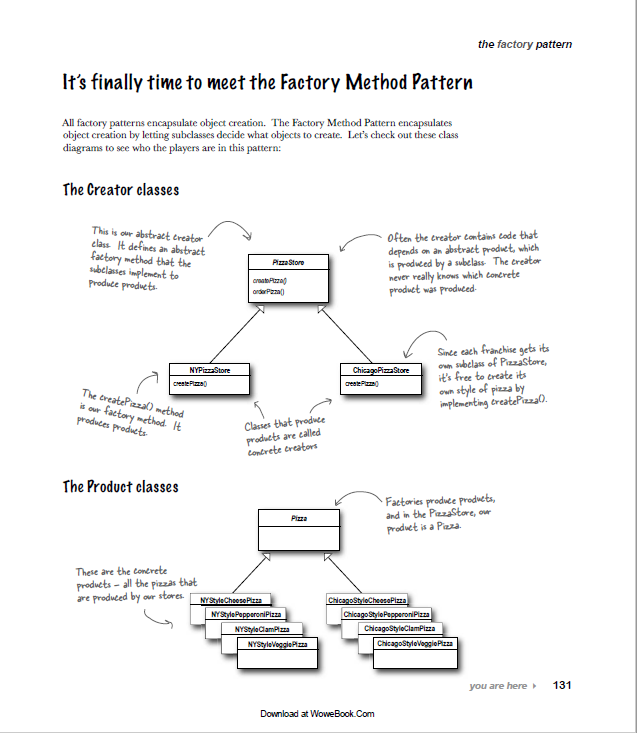 the factory pattern
It's finally time to meet the Factory Method Pattern
All factory patterns encapsulate object creation. The Factory Method Pattern encapsulates
object creation by letting subclasses decide what objects to create. Let's check out these class
diagrams to see who the players are in this pattern:
The Creator classes
This is our abstract creator
class. It defines an abstract
factory method that the
subclasses implement to
produce products.
PizzaStore
createPizza()
orderPizza()
Often the creator contains code that
depends on an abstract product, which
is produced by a subclass. The creator
never really knows which concrete
product was produced.
NYPizzaStore
createPizza()
ChicagoPizzaStore
createPizza()
Since each franchise gets its
own subclass of PizzaStore,
it's free to create its
own style of pizza by
implementing createPizza().
The createPizza() method
is our factory method. It
produces products.
Classes that produce
products are called
concrete creators
The Product classes
Pizza
Factories produce products,
and in the PizzaStore, our
product is a Pizza.
These are the concrete
products – all the pizzas that
are produced by our stores.
NYStyleCheesePizza
NYStylePepperoniPizza
NYStyleClamPizza
NYStyleVeggiePizza
ChicagoStyleCheesePizza
ChicagoStylePepperoniPizza
ChicagoStyleClamPizza
ChicagoStyleVeggiePizza
you are here
131
Download at WoweBook.Com